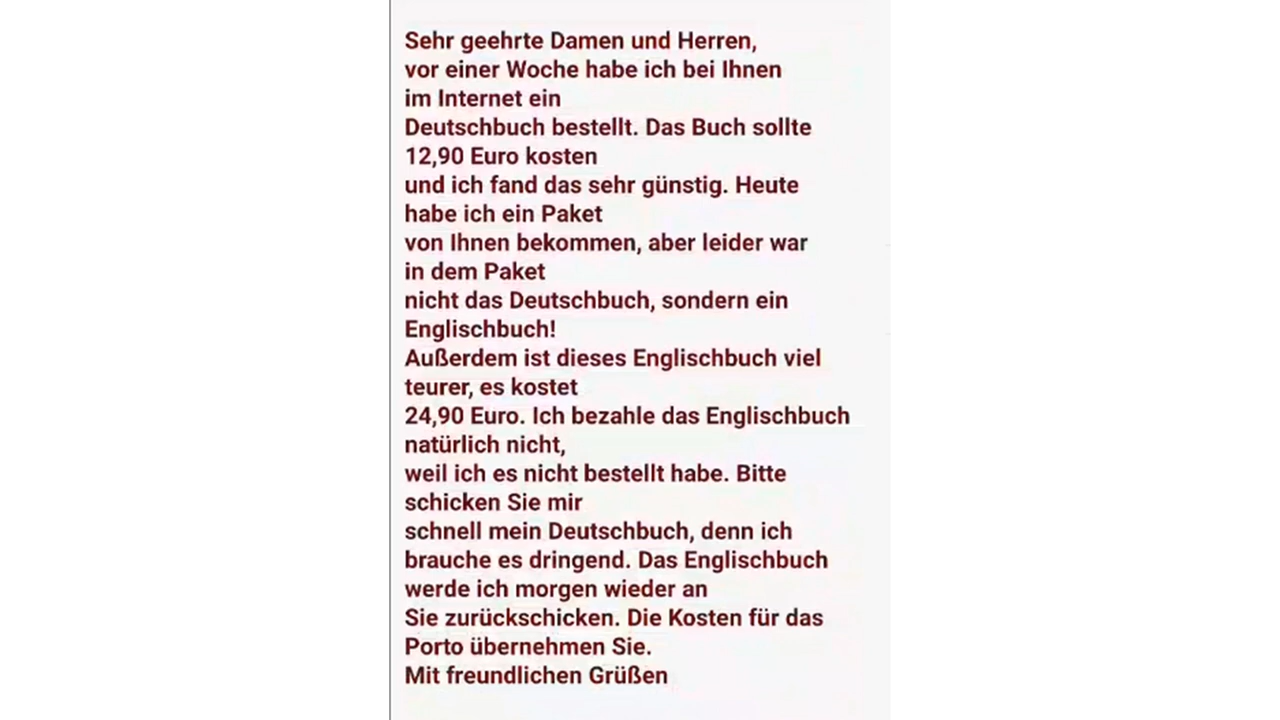 Sehr geehrte Damen und Herren,
vor einer Woche habe ich bei Ihnen
im Internet ein
Deutschbuch bestellt. Das Buch sollte
12,90 Euro kosten
und ich fand das sehr günstig. Heute
habe ich ein Paket
von Ihnen bekommen, aber leider war
in dem Paket
nicht das Deutschbuch, sondern ein
Englischbuch!
Außerdem ist dieses Englischbuch viel
teurer, es kostet
24,90 Euro. Ich bezahle das Englischbuch
natürlich nicht,
weil ich es nicht bestellt habe. Bitte
schicken Sie mir
schnell mein Deutschbuch, denn ich
brauche es dringend. Das Englischbuch
werde ich morgen wieder an
Sie zurückschicken. Die Kosten für das
Porto übernehmen Sie.
Mit freundlichen Grüßen